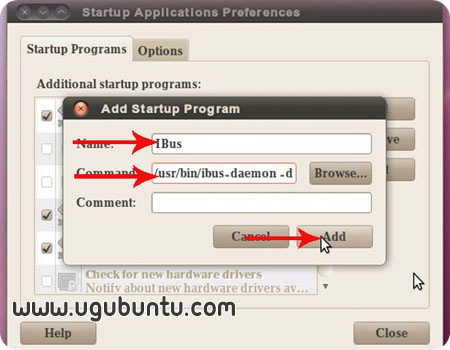 Startup Applications Preferences
Startup Programs
Options
Additional startup programs:
Add Startup Program
Name:
IBus
Command:
/usr/bin/ibus-daemon -d
Browse...
Comment:
Cancel
Add
Check for new hardware drivers
Notify about new hardware drivers av...
www.ugubuntu.com
Help
Close